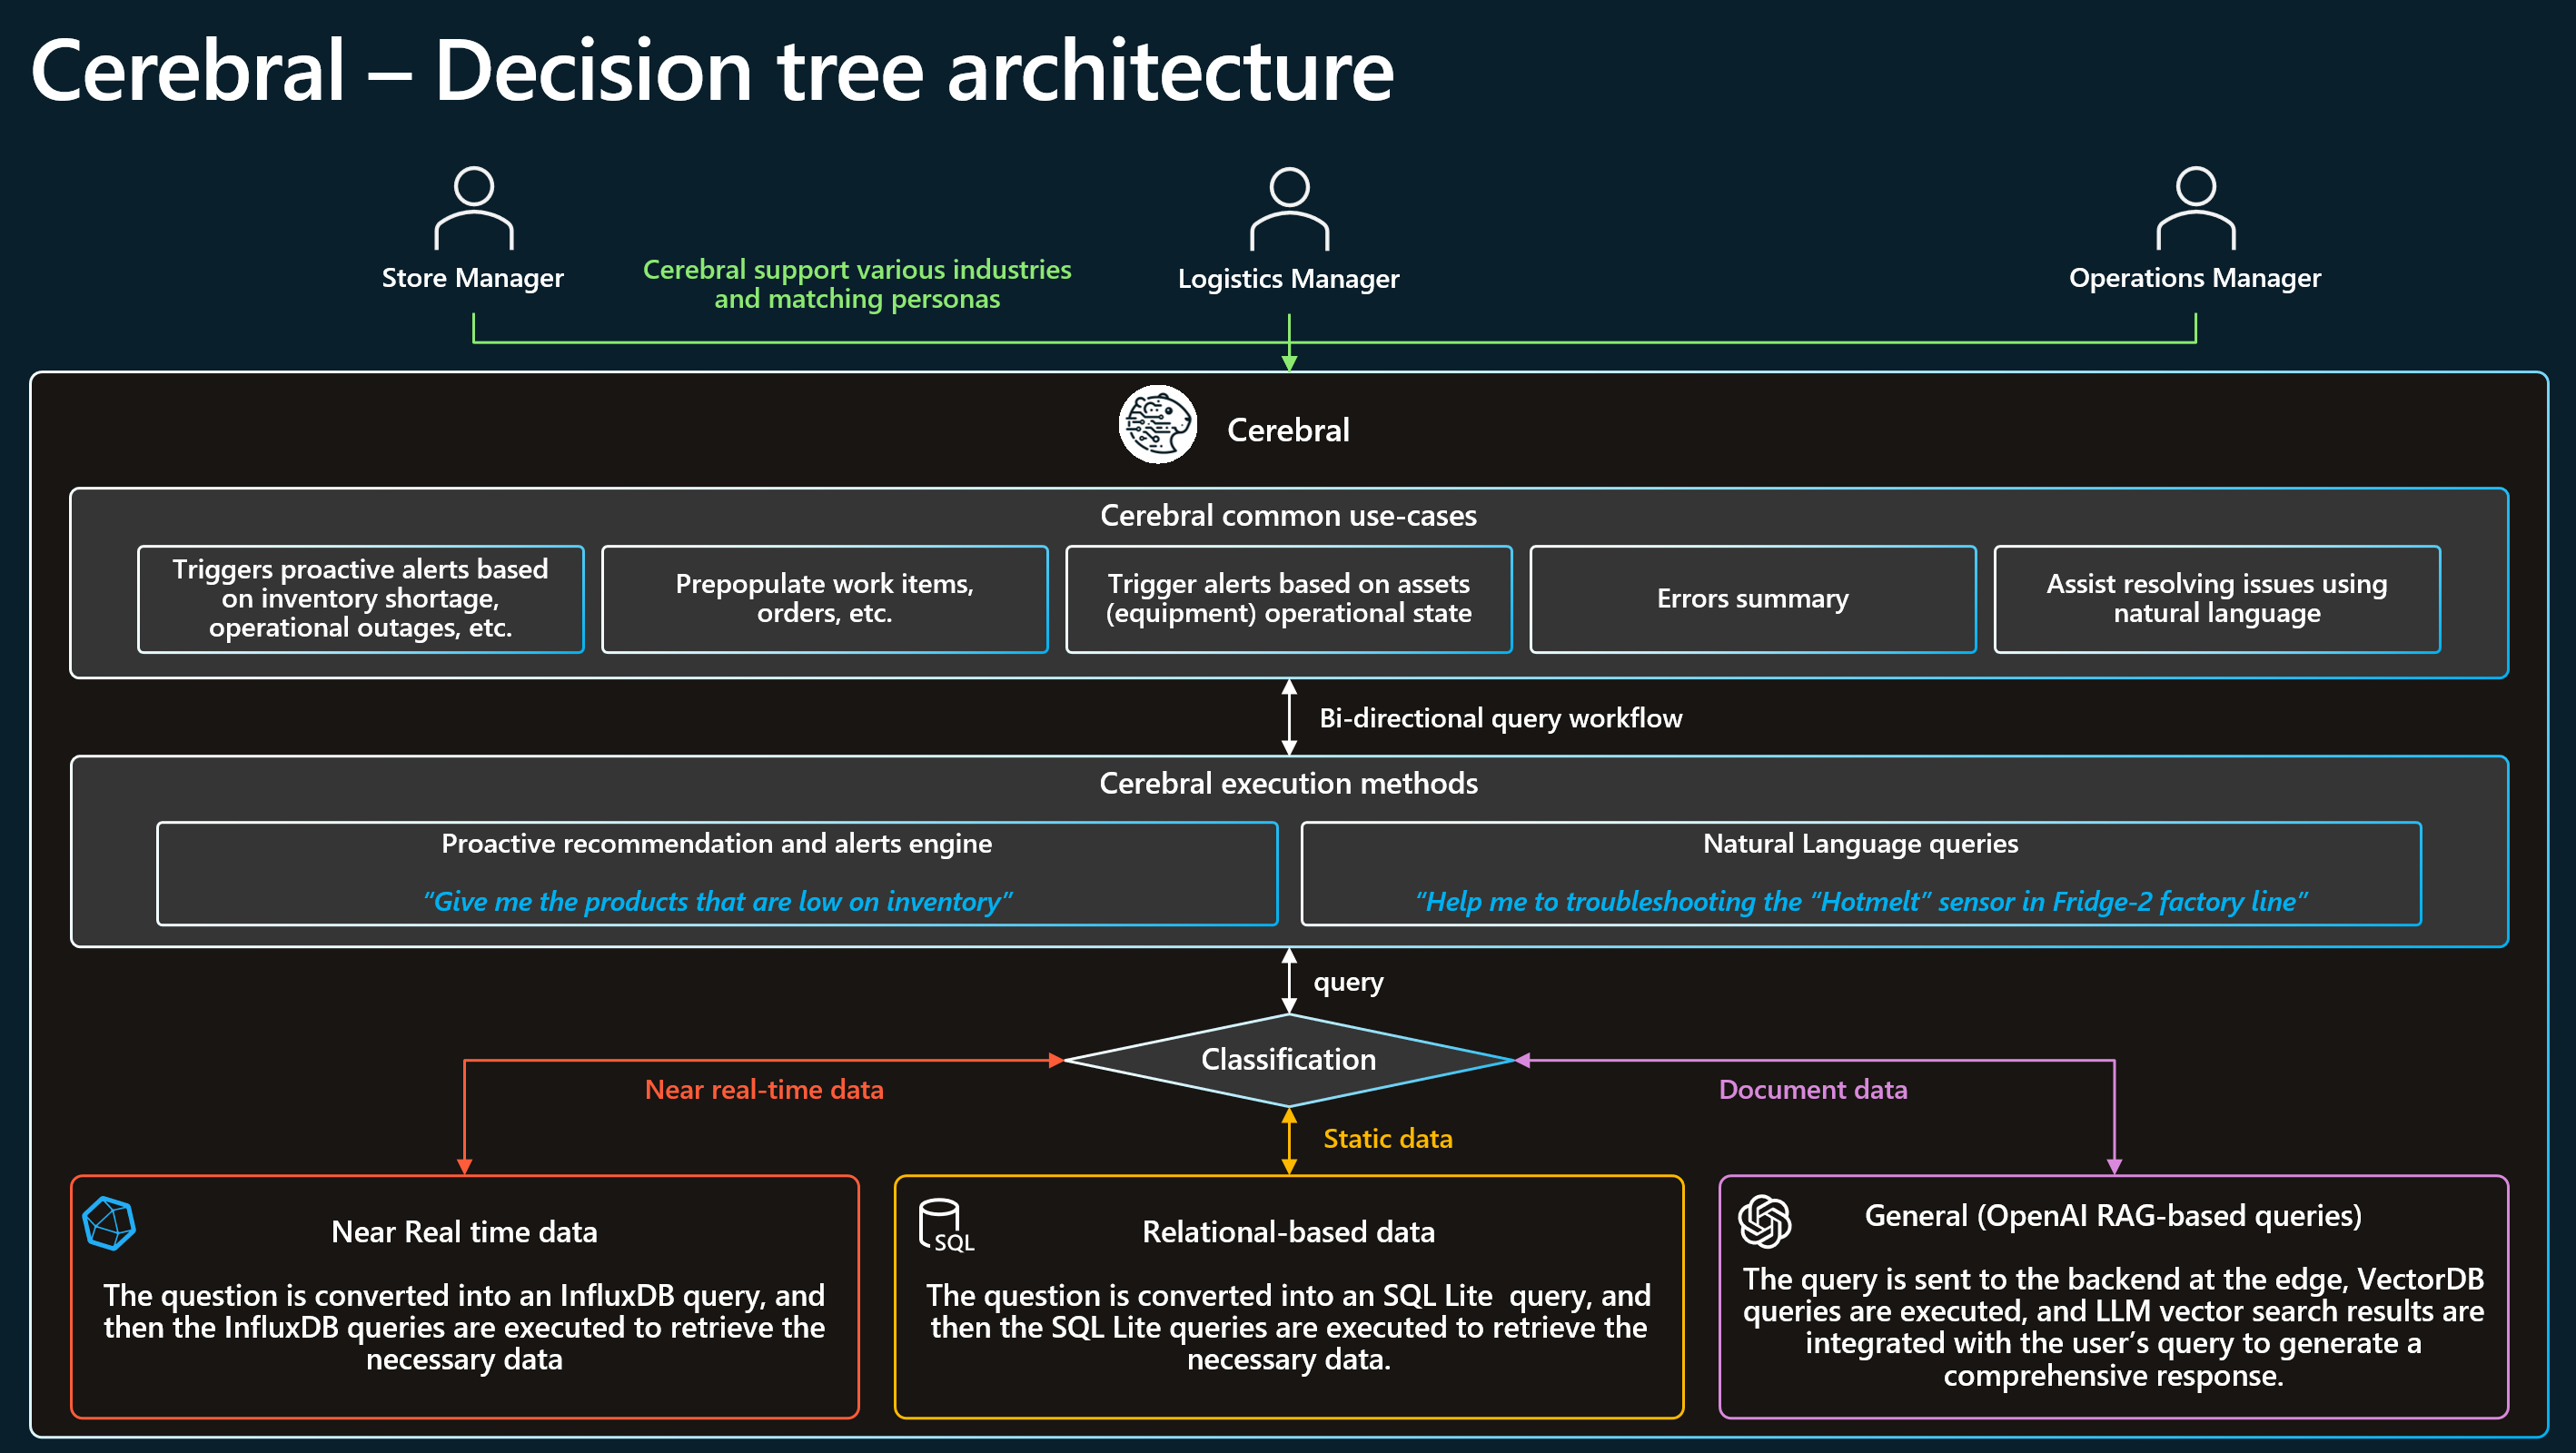 Cerebral – Decision tree architecture
Store Manager
Cerebral support various industries
and matching personas
Logistics Manager
Operations Manager
Cerebral
Cerebral common use-cases
Triggers proactive alerts based
on inventory shortage,
operational outages, etc.
Prepopulate work items,
orders, etc.
Trigger alerts based on assets
(equipment) operational state
Errors summary
Assist resolving issues using
natural language
Bi-directional query workflow
Cerebral execution methods
Proactive recommendation and alerts engine
“Give me the products that are low on inventory”
Natural Language queries
“Help me to troubleshooting the “Hotmelt” sensor in Fridge-2 factory line”
query
Classification
Near real-time data
Static data
Document data
Near Real time data
The question is converted into an InfluxDB query, and
then the InfluxDB queries are executed to retrieve the
necessary data
SQL
Relational-based data
The question is converted into an SQL Lite  query, and
then the SQL Lite queries are executed to retrieve the
necessary data.
General (OpenAI RAG-based queries)
The query is sent to the backend at the edge, VectorDB
queries are executed, and LLM vector search results are
integrated with the user’s query to generate a
comprehensive response.